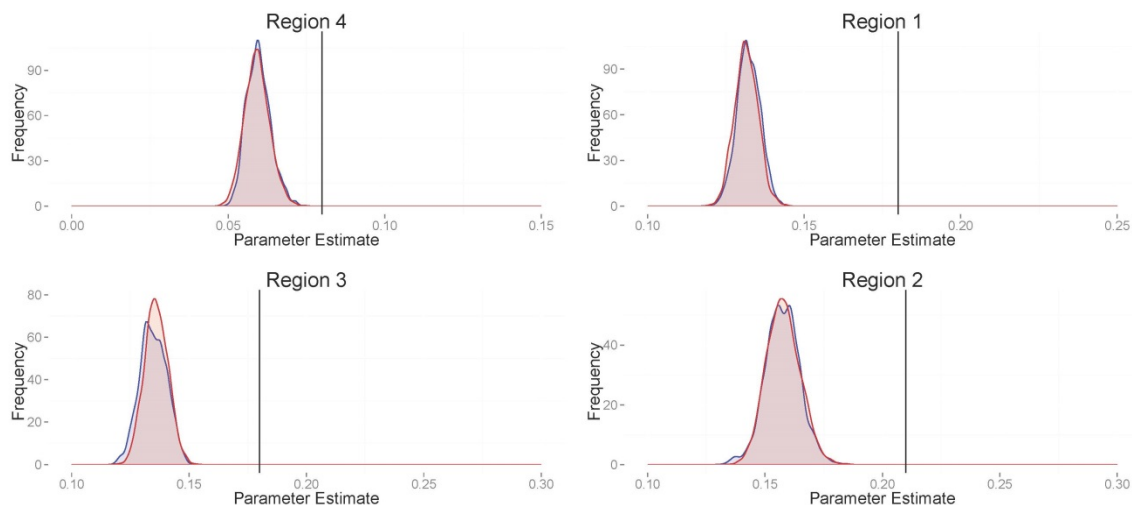 Region 4
90
60
30
0
Frequency
0.00 0.05 0.10 0.15
Parameter Estimate
Region 1
90
60
30
0
Frequency
0.10 0.15 0.20 0.25
Parameter Estimate
Region 3
80
60
40
20
0
Frequency
0.10 0.15 0.20 0.25 0.30
Parameter Estimate
Region 2
40
20
0
Frequency
0.10 0.15 0.20 0.25 0.30
Parameter Estimate